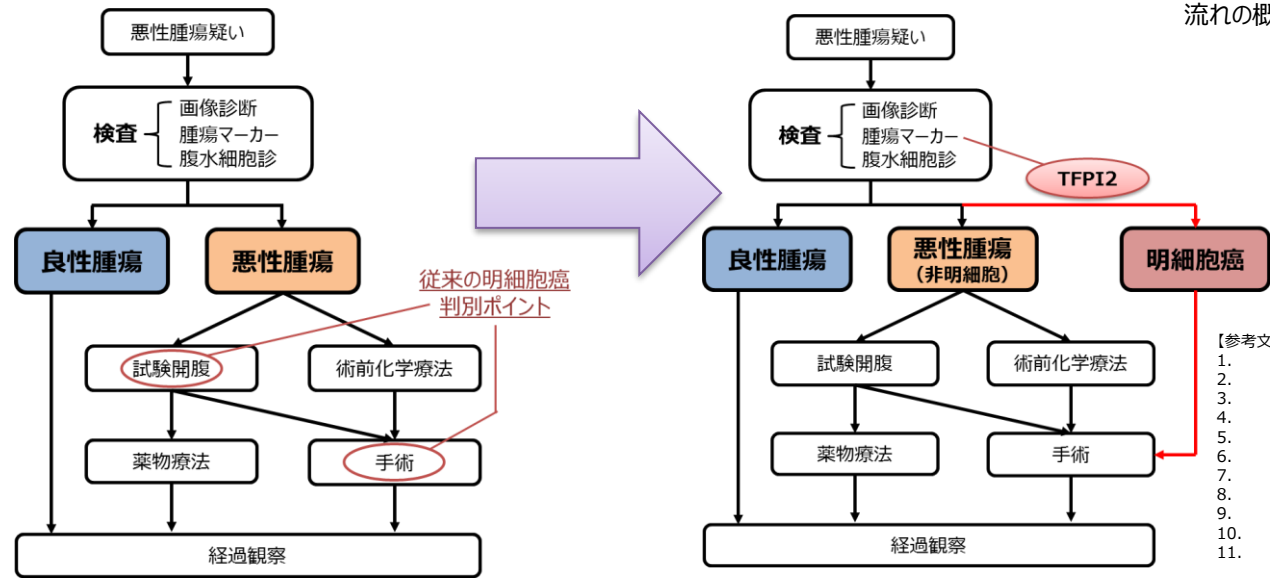 悪性腫瘍疑い
検査
画像診断
腫瘍マーカー
腹水細胞診
良性腫瘍
悪性腫瘍
従来の明細胞癌
判別ポイント
試験開腹
術前化学療法
薬物療法
手術
経過観察
流れの概
悪性腫瘍疑い
検査
画像診断
腫瘍マーカー
腹水細胞診
TFPI2
良性腫瘍
悪性腫瘍
(非明細胞)
明細胞癌
試験開腹
術前化学療法
薬物療法
手術
経過観察
【参考文
1.
2.
3.
4.
5.
6.
7.
8.
9.
10.
11.